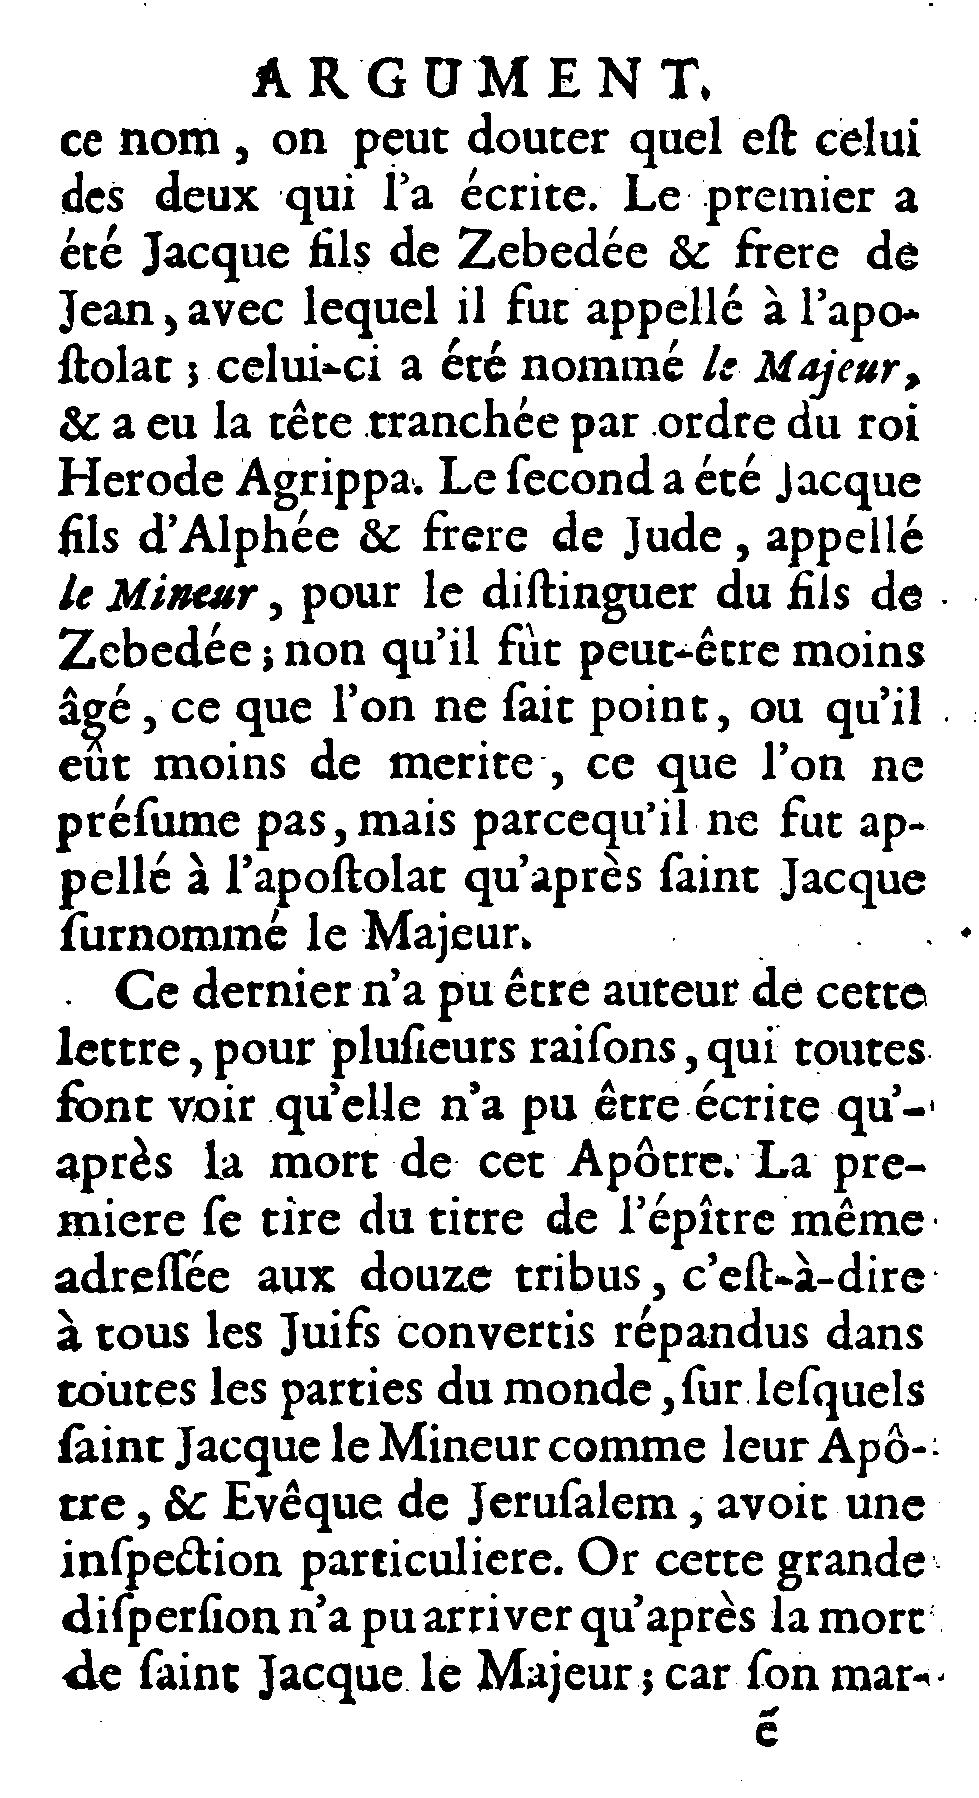 ARGUMENT.
ce nom, on peut douter quel eſt celui
des deux qui l'a écrite. Le premier a
été Jacque fils de Zebedée & frere de
Jean, avec lequel il fut appellé à l'apo-
ſtolat ; celui-ci a été nommé le Majeur,
& a eu la tête tranchée par ordre du roi
Herode Agrippa. Le ſecond a été Jacque
fils d'Alphée & frere de Jude, appellé
le Mineur, pour le diſtinguer du fils de
Zebedée ; non qu'il fût peut-être moins
âgé, ce que l'on ne ſait point, ou qu'il
eût moins de merite, ce que l'on ne
préſume pas, mais parcequ'il ne fut ap-
pellé à l'apoſtolat qu'après ſaint Jacque
ſurnommé le Majeur.
Ce dernier n'a pu être auteur de cette
lettre, pour pluſieurs raiſons, qui toutes
font voir qu'elle n'a pu être écrite qu'-
après la mort de cet Apôtre. La pre-
miere ſe tire du titre de l'épître même
adreſſée aux douze tribus, c'eſt-à-dire
à tous les Juifs convertis répandus dans
toutes les parties du monde, ſur leſquels
ſaint Jacque le Mineur comme leur Apô-
tre, & Evêque de Jeruſalem, avoit une
inſpection particuliere. Or cette grande
diſperſion n'a pu arriver qu'après la mort
de ſaint Jacque le Majeur ; car ſon mar-
é